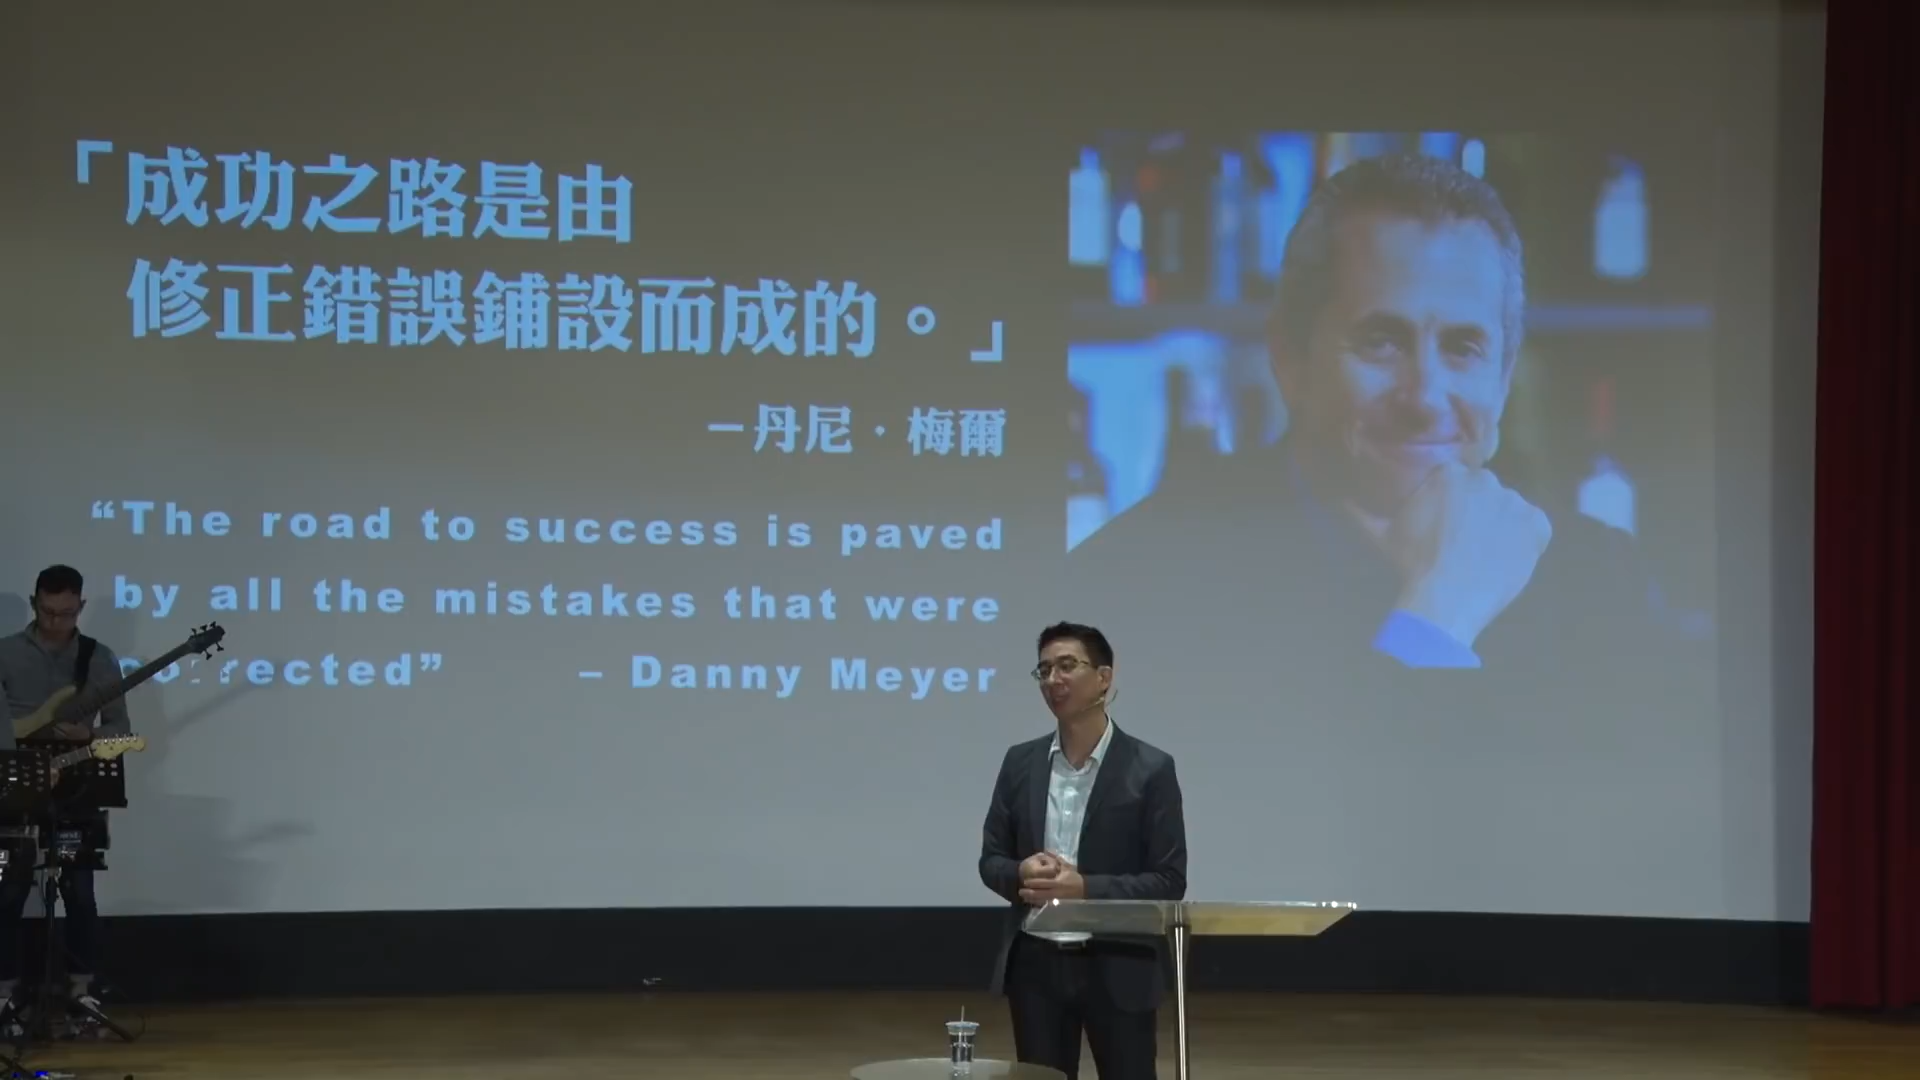 「成功之路是由
修正錯誤鋪設而成的。」
－丹尼·梅爾
“The road to success is paved
by all the mistakes that were
corrected” – Danny Meyer